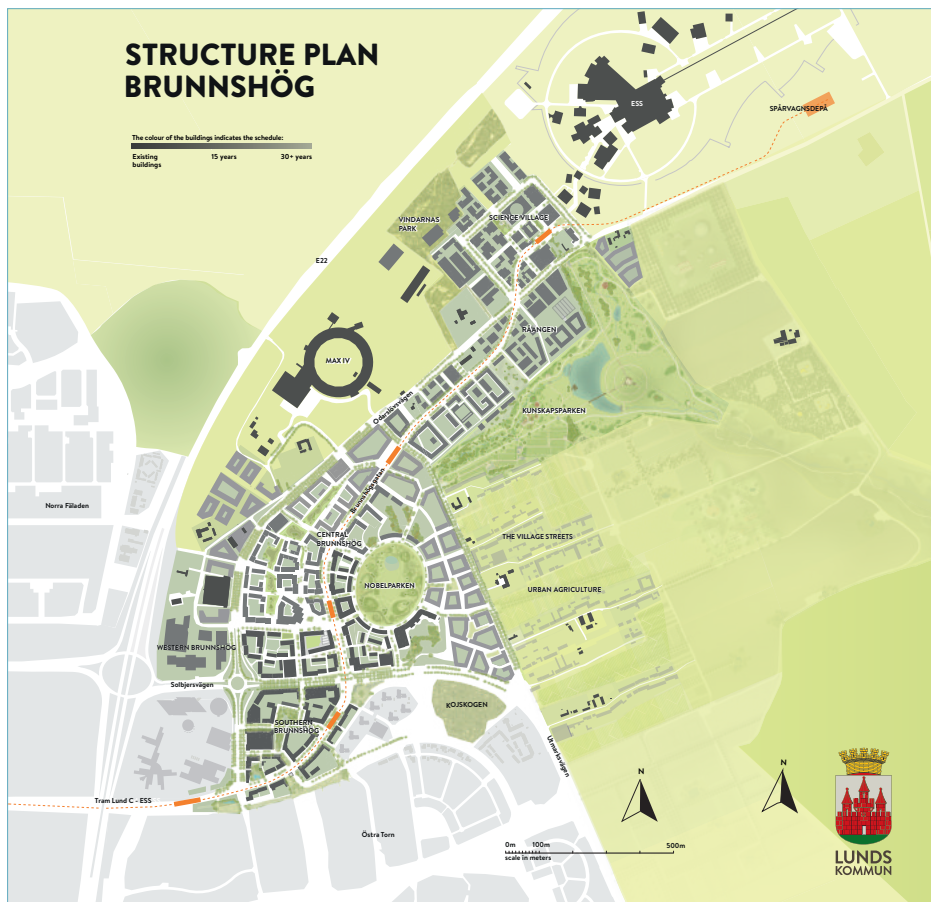 STRUCTURE PLAN
BRUNNSHÖG
The colour of the buildings indicates the schedule:
Existing
buildings
15 years
30+ years
ESS
SPÅRVAGNSDEPÅ
SCIENCE VILLAGE
VINDARNAS
PARK
E22
RÅÄNGEN
MAX IV
Odarslövsvägen
KUNSKAPSPARKEN
Brunnshögsgatan
Norra Fäladen
CENTRAL
BRUNNSHÖG
THE VILLAGE STREETS
NOBELPARKEN
URBAN AGRICULTURE
WESTERN BRUNNSHÖG
Solbjersvägen
KOJSKOGEN
SOUTHERN
BRUNNSHÖG
Utmarksvägen
N
N
Tram Lund C - ESS
Östra Torn
0m
100m
500m
scale in meters
LUNDS
KOMMUN